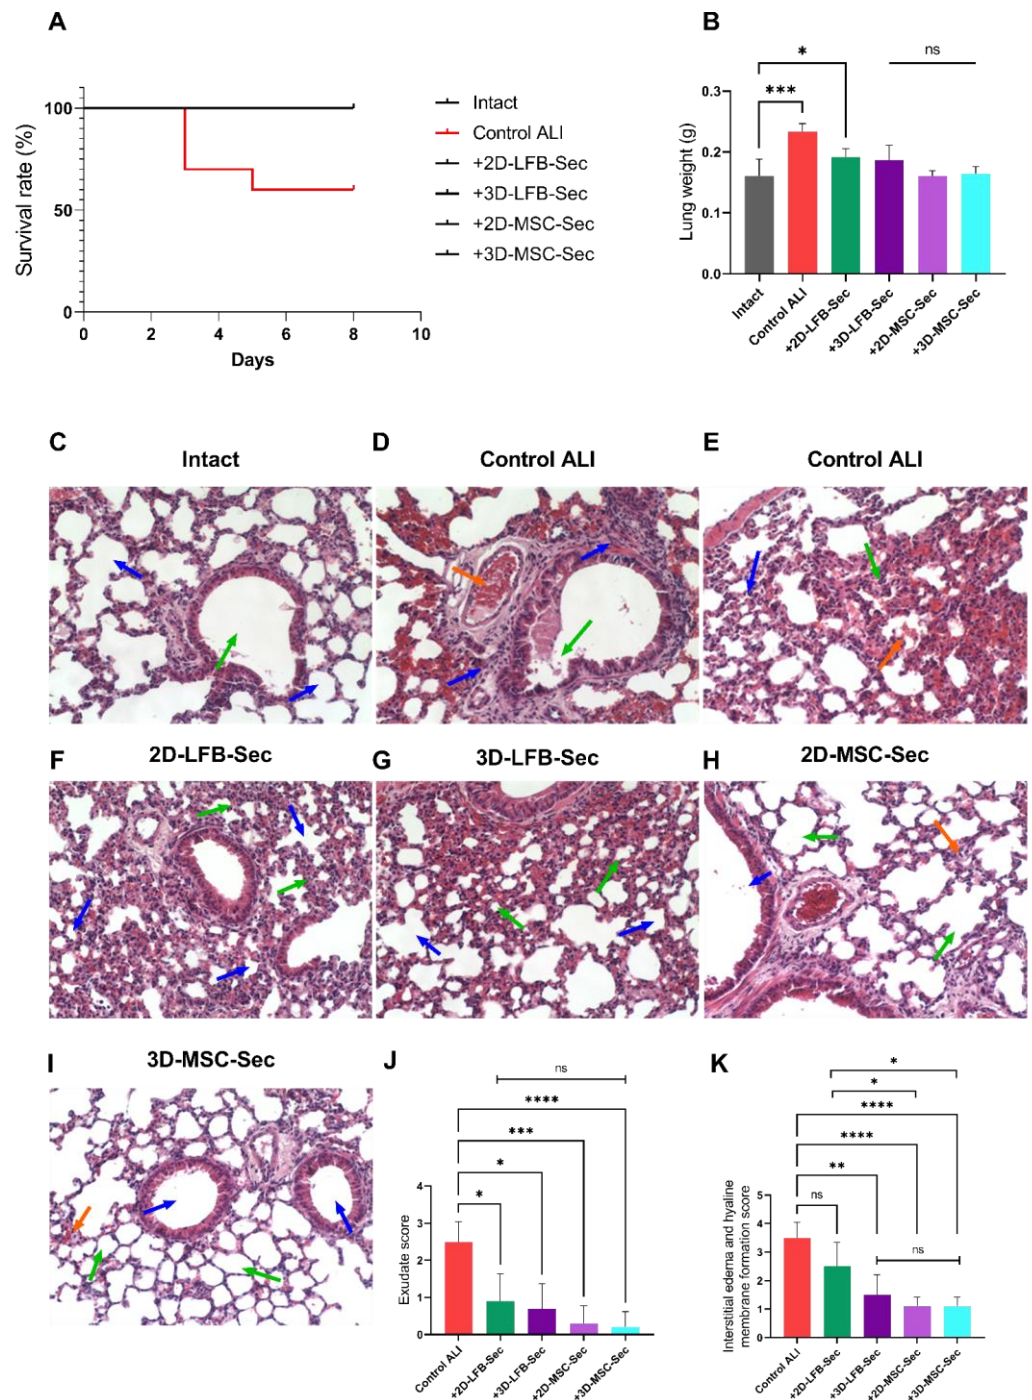 A
Survival rate (%)
100
50
0
0 2 4 6 8 10
Days
Intact
Control ALI
+2D-LFB-Sec
+3D-LFB-Sec
+2D-MSC-Sec
+3D-MSC-Sec
B
ns
*
***
Lung weight (g)
0.3
0.2
0.1
0.0
Intact
Control ALI
+2D-LFB-Sec
+3D-LFB-Sec
+2D-MSC-Sec
+3D-MSC-Sec
C
Intact
D
Control ALI
E
Control ALI
F
2D-LFB-Sec
G
3D-LFB-Sec
H
2D-MSC-Sec
I
3D-MSC-Sec
J
ns
****
***
*
*
Exudate score
4
3
2
1
0
Control ALI
+2D-LFB-Sec
+3D-LFB-Sec
+2D-MSC-Sec
+3D-MSC-Sec
K
*
*
****
****
**
ns
ns
Interstitial edema and hyaline
membrane formation score
5
4
3
2
1
0
Control ALI
+2D-LFB-Sec
+3D-LFB-Sec
+2D-MSC-Sec
+3D-MSC-Sec